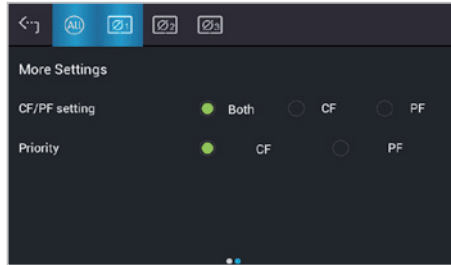 All Ø1 Ø2 Ø3
More Settings
CF/PF setting Both CF PF
Priority CF PF